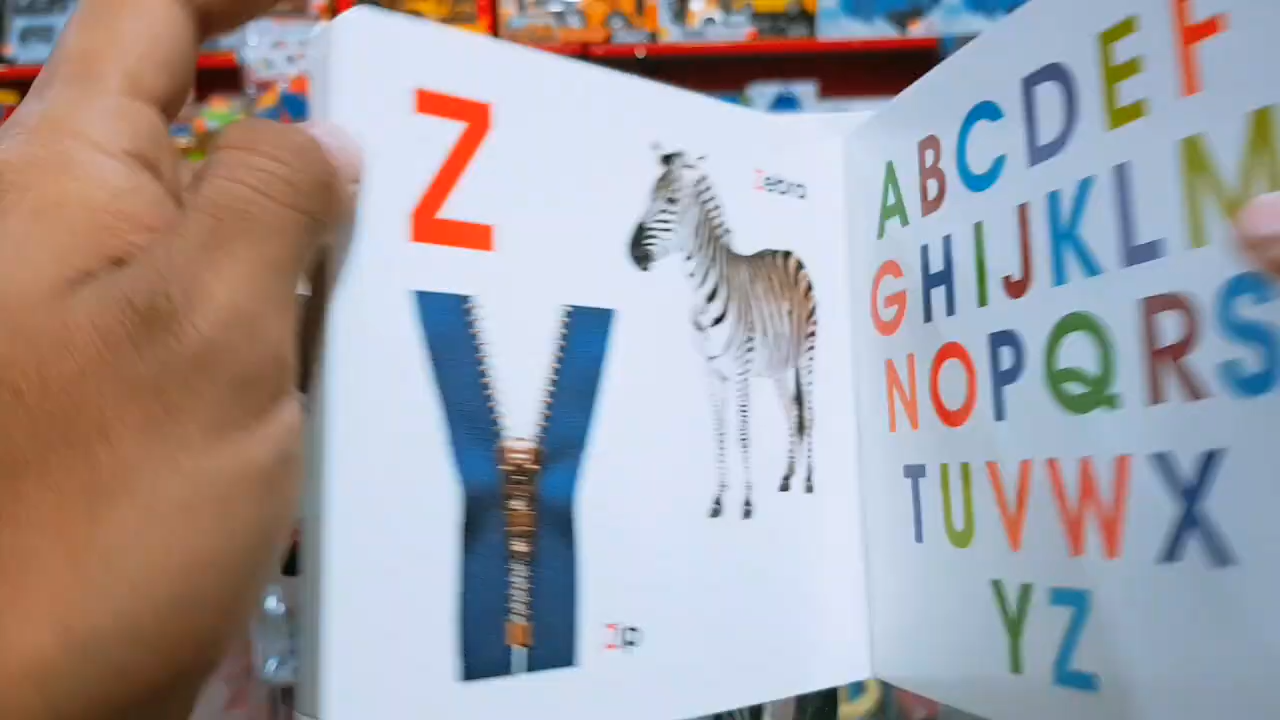 Z
Zebra
Zip
A B C D E F
G H I J K L M
N O P Q R S
T U V W X
Y Z